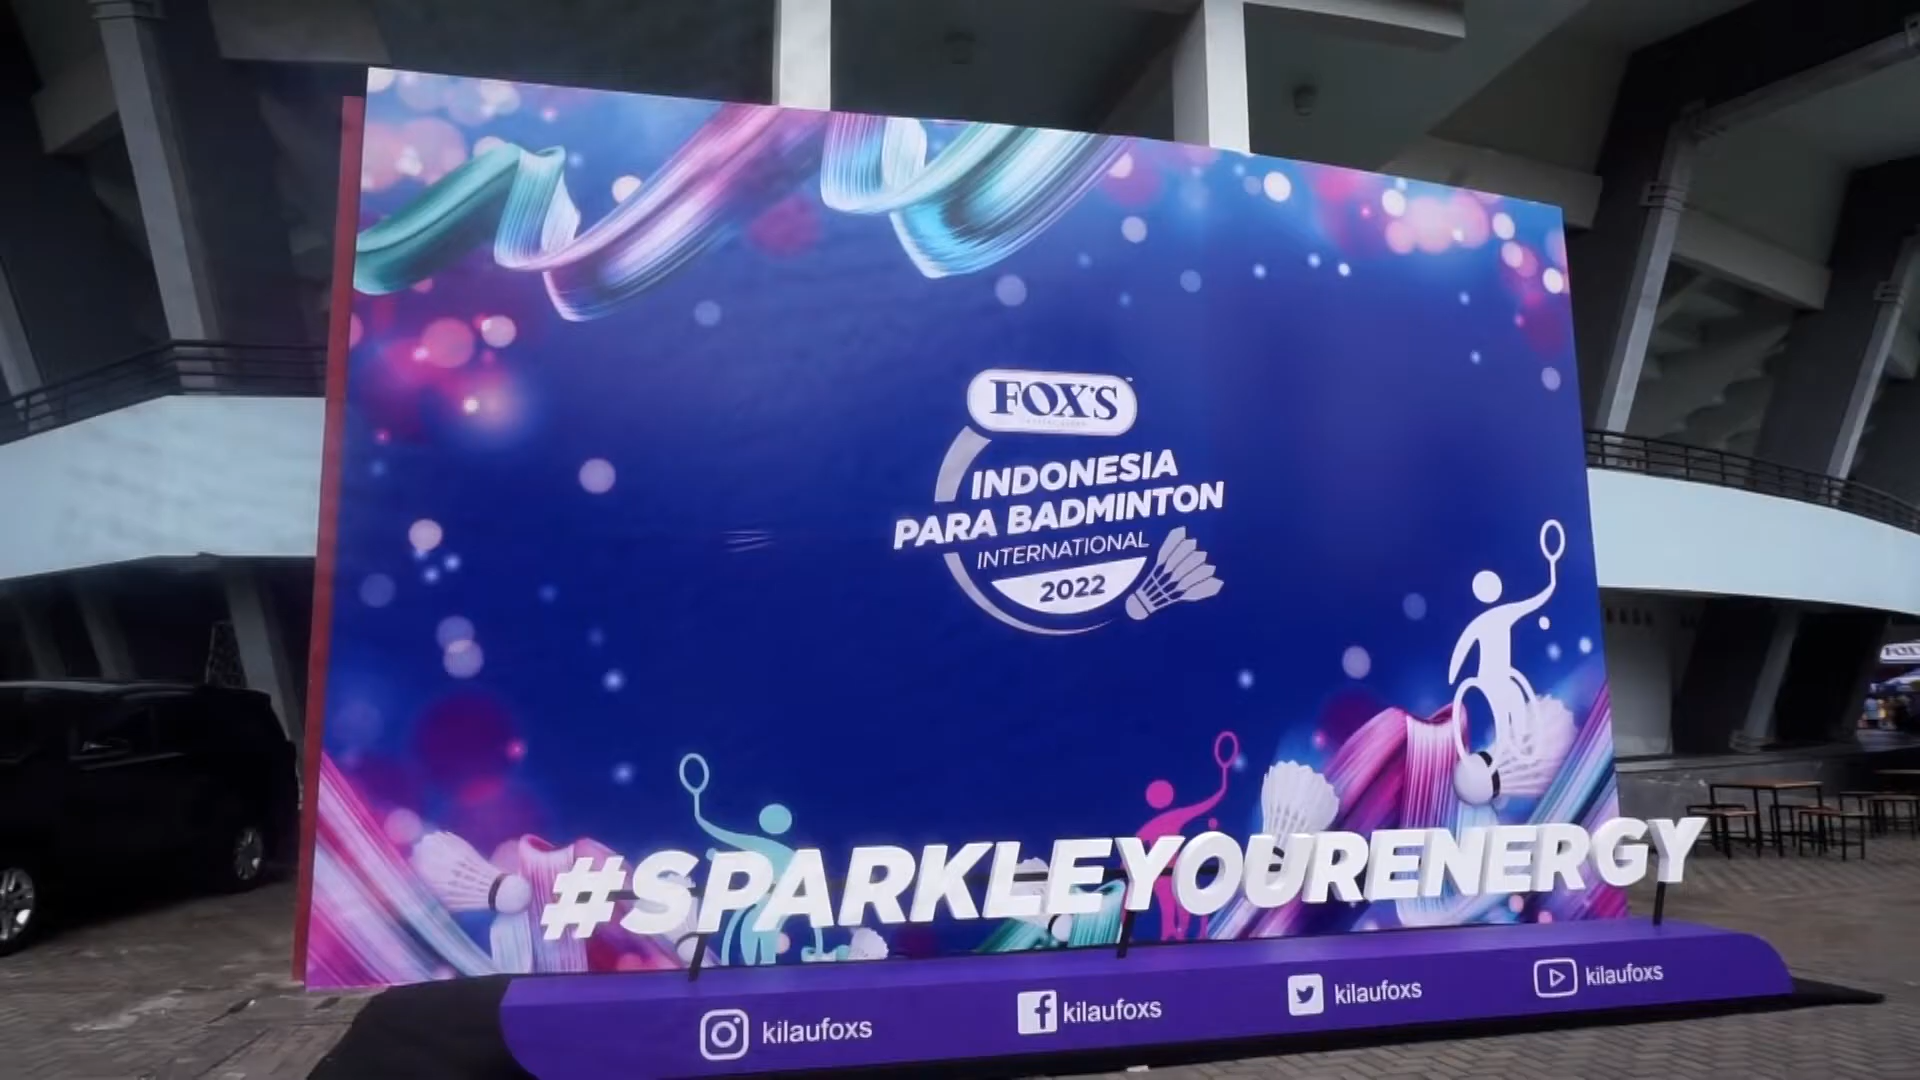 FOX'S
INDONESIA
PARA BADMINTON
INTERNATIONAL
2022
#SPARKLEYOURENERGY
kilaufoxs
kilaufoxs
kilaufoxs
kilaufoxs